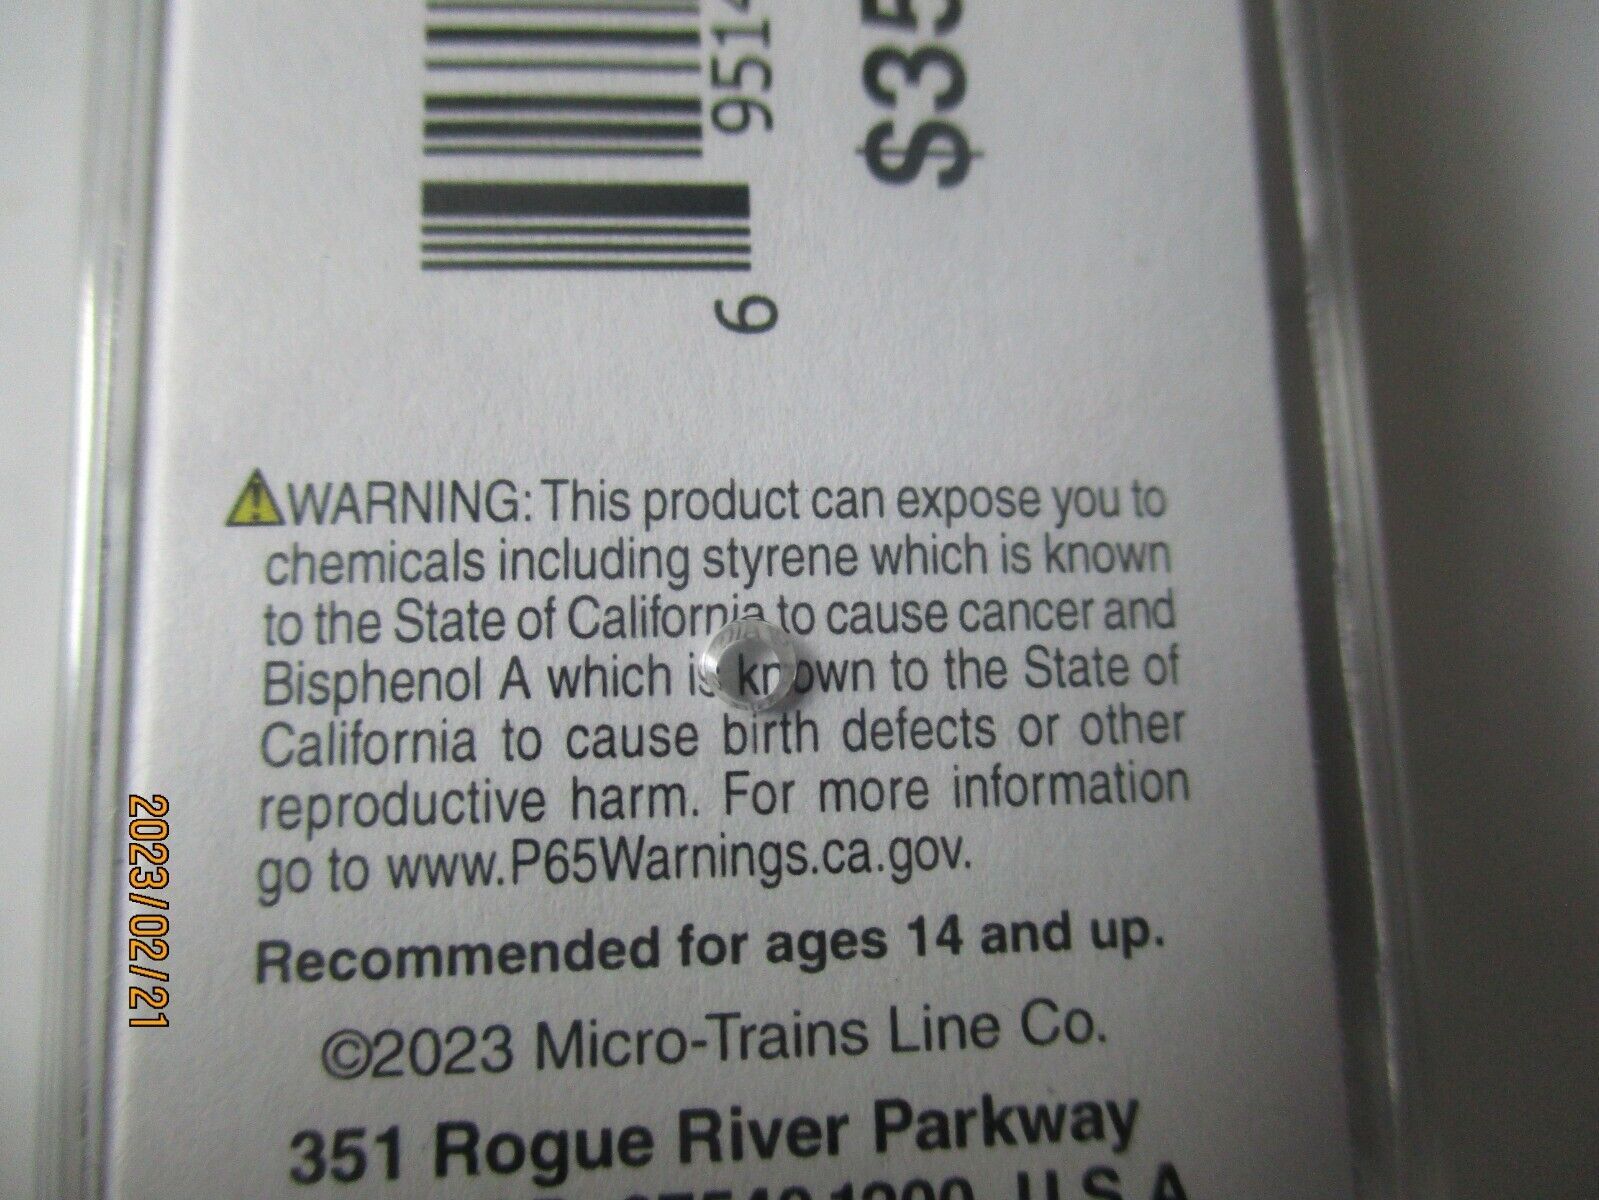 $35
6 9514
WARNING: This product can expose you to
chemicals including styrene which is known
to the State of California to cause cancer and
Bisphenol A which is known to the State of
California to cause birth defects or other
reproductive harm. For more information
go to www.P65Warnings.ca.gov.
Recommended for ages 14 and up.
©2023 Micro-Trains Line Co.
351 Rogue River Parkway
U.S.A
2023/02/21